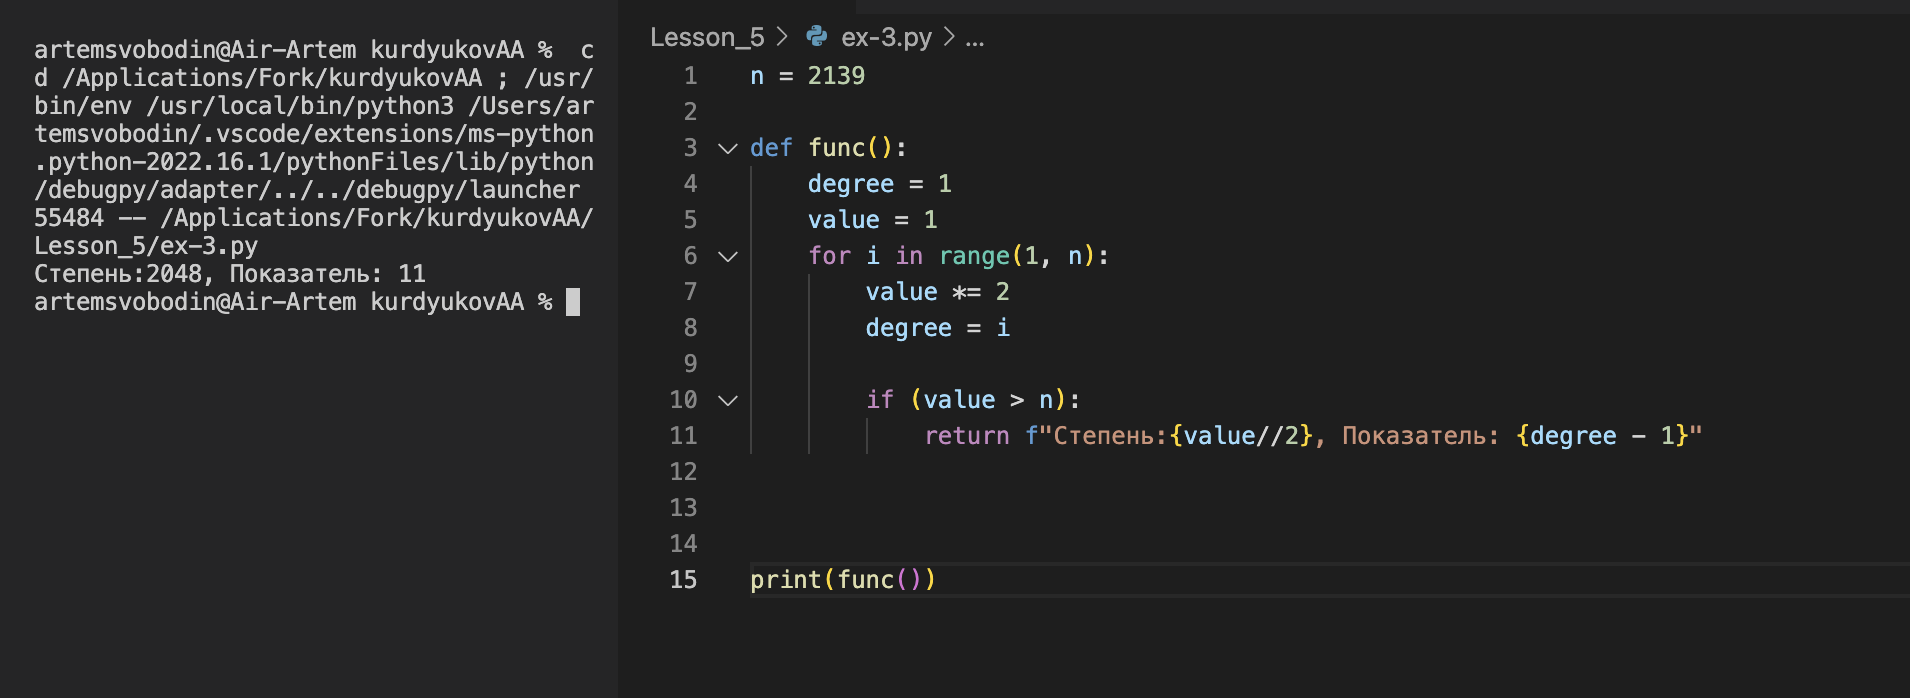 artemsvobodin@Air-Artem kurdyukovAA %  c
d /Applications/Fork/kurdyukovAA ; /usr/
bin/env /usr/local/bin/python3 /Users/ar
temsvobodin/.vscode/extensions/ms-python
.python-2022.16.1/pythonFiles/lib/python
/debugpy/adapter/../../debugpy/launcher
55484 -- /Applications/Fork/kurdyukovAA/
Lesson_5/ex-3.py
Степень:2048, Показатель: 11
artemsvobodin@Air-Artem kurdyukovAA %
Lesson_5 > ex-3.py > ...
1 n = 2139
2
3 def func():
4     degree = 1
5     value = 1
6     for i in range(1, n):
7         value *= 2
8         degree = i
9
10         if (value > n):
11             return f"Степень:{value//2}, Показатель: {degree - 1}"
12
13
14
15 print(func())